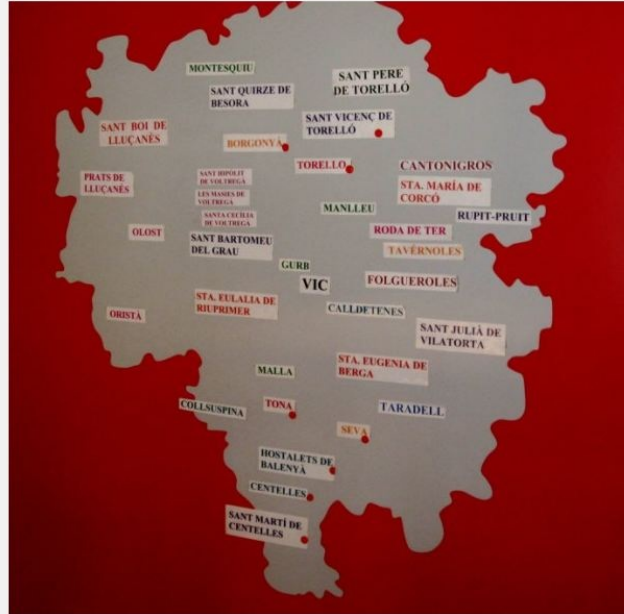 MONTESQUIU
SANT PERE
DE TORELLÓ
SANT QUIRZE DE
BESORA
SANT VICENÇ DE
TORELLÓ
SANT BOI DE
LLUÇANÈS
BORGONYÀ
TORELLO
CANTONIGROS
PRATS DE
LLUÇANÉS
SANT HIPÒLIT
DE VOLTREGÀ
STA. MARÍA DE
CORCÓ
LES MASIES DE
VOLTREGÀ
MANLLEU
RUPIT-PRUIT
SANTA CECÍLIA
DE VOLTREGÀ
OLOST
RODA DE TER
SANT BARTOMEU
DEL GRAU
TAVÉRNOLES
GURB
VIC
FOLGUEROLES
STA. EULALIA DE
RIUPRIMER
CALLDETENES
ORISTÀ
SANT JULIÀ DE
VILATORTA
STA. EUGENIA DE
BERGA
MALLA
COLLSUSPINA
TONA
TARADELL
SEVA
HOSTALETS DE
BALENYÀ
CENTELLES
SANT MARTÍ DE
CENTELLES